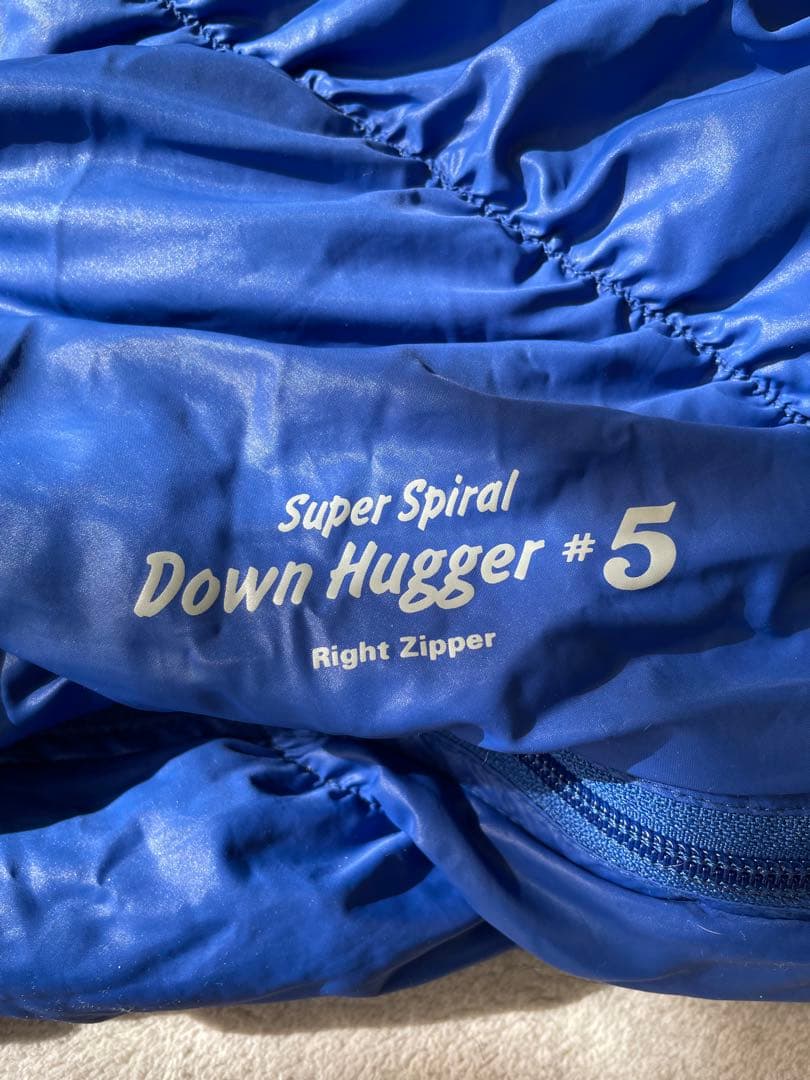 Super Spiral
Down Hugger #5
Right Zipper